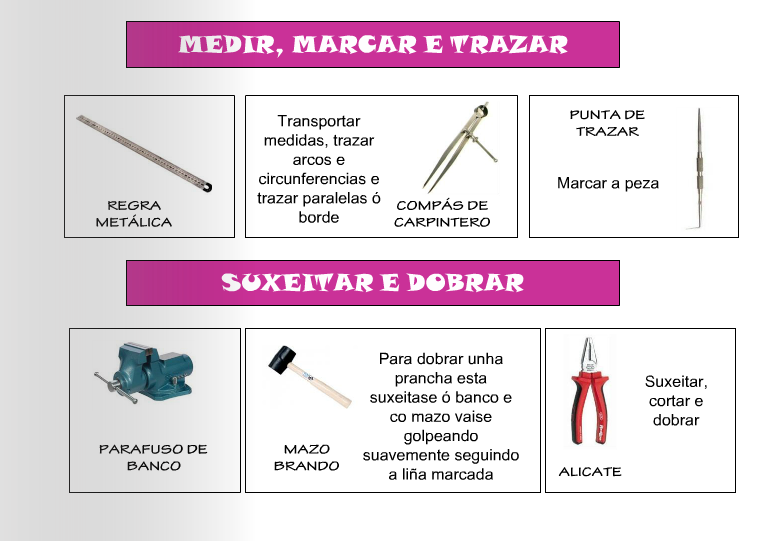 MEDIR, MARCAR E TRAZAR
REGRA
METÁLICA
Transportar
medidas, trazar
arcos e
circunferencias e
trazar paralelas ó
borde
COMPÁS DE
CARPINTERO
PUNTA DE
TRAZAR
Marcar a peza
SUXEITAR E DOBRAR
PARAFUSO DE
BANCO
MAZO
BRANDO
Para dobrar unha
prancha esta
suxeitase ó banco e
co mazo vaise
golpeando
suavemente seguindo
a liña marcada
ALICATE
Suxeitar,
cortar e
dobrar